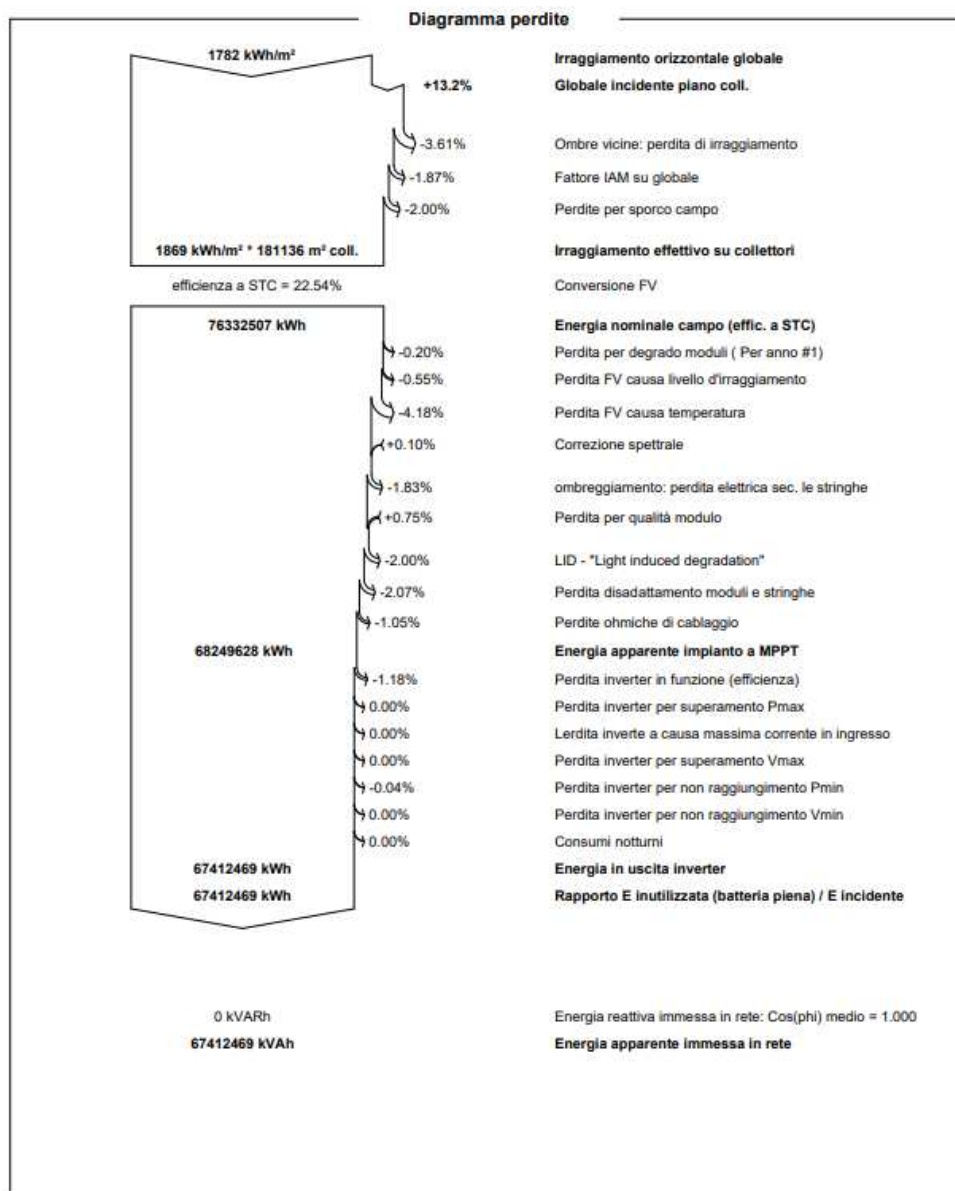 Diagramma perdite
1782 kWh/m² Irraggiamento orizzontale globale
+13.2% Globale incidente piano coll.
-3.61% Ombre vicine: perdita di irraggiamento
-1.87% Fattore IAM su globale
-2.00% Perdite per sporco campo
1869 kWh/m² * 181136 m² coll. Irraggiamento effettivo su collettori
efficienza a STC = 22.54% Conversione FV
76332507 kWh Energia nominale campo (effic. a STC)
-0.20% Perdita per degrado moduli ( Per anno #1)
-0.55% Perdita FV causa livello d'irraggiamento
-4.18% Perdita FV causa temperatura
+0.10% Correzione spettrale
-1.83% ombreggiamento: perdita elettrica sec. le stringhe
+0.75% Perdita per qualità modulo
-2.00% LID - "Light induced degradation"
-2.07% Perdita disadattamento moduli e stringhe
-1.05% Perdite ohmiche di cablaggio
68249628 kWh Energia apparente impianto a MPPT
-1.18% Perdita inverter in funzione (efficienza)
0.00% Perdita inverter per superamento Pmax
0.00% Lerdita inverte a causa massima corrente in ingresso
0.00% Perdita inverter per superamento Vmax
-0.04% Perdita inverter per non raggiungimento Pmin
0.00% Perdita inverter per non raggiungimento Vmin
0.00% Consumi notturni
67412469 kWh Energia in uscita inverter
67412469 kWh Rapporto E inutilizzata (batteria piena) / E incidente
0 kVARh Energia reattiva immessa in rete: Cos(phi) medio = 1.000
67412469 kVAh Energia apparente immessa in rete